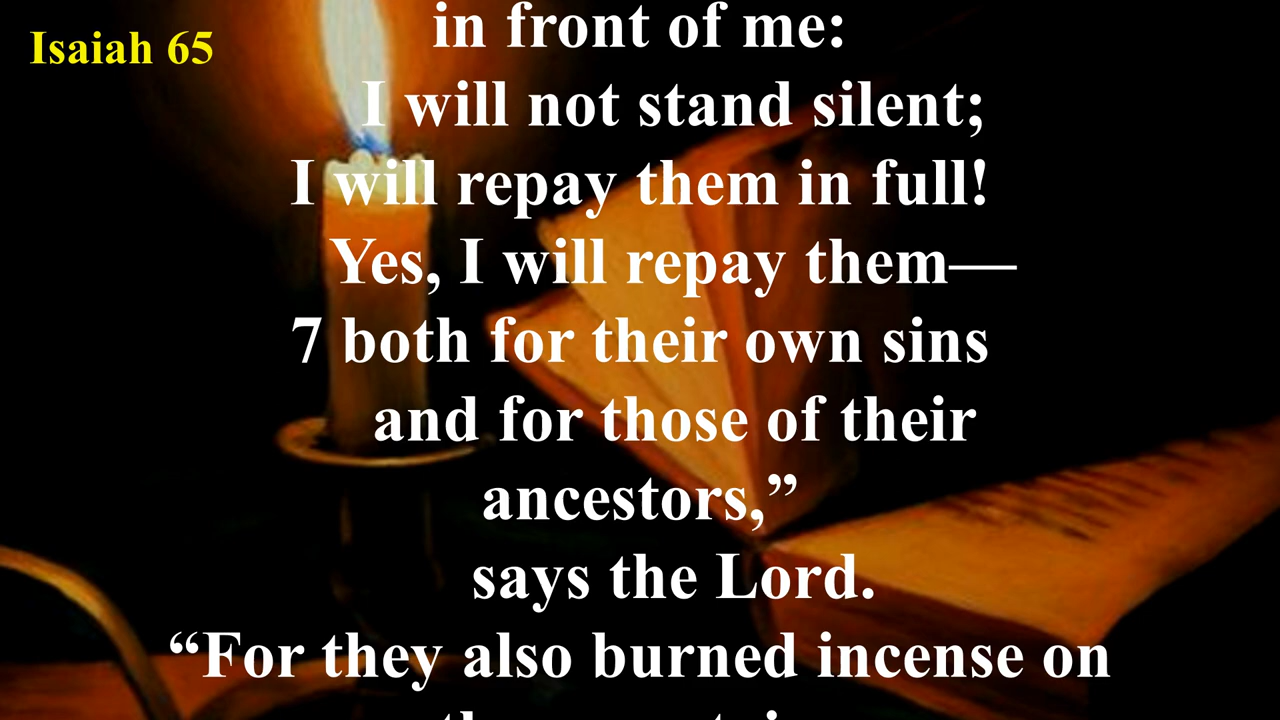 Isaiah 65
in front of me:
I will not stand silent;
I will repay them in full!
Yes, I will repay them—
7 both for their own sins
and for those of their
ancestors,”
says the Lord.
“For they also burned incense on